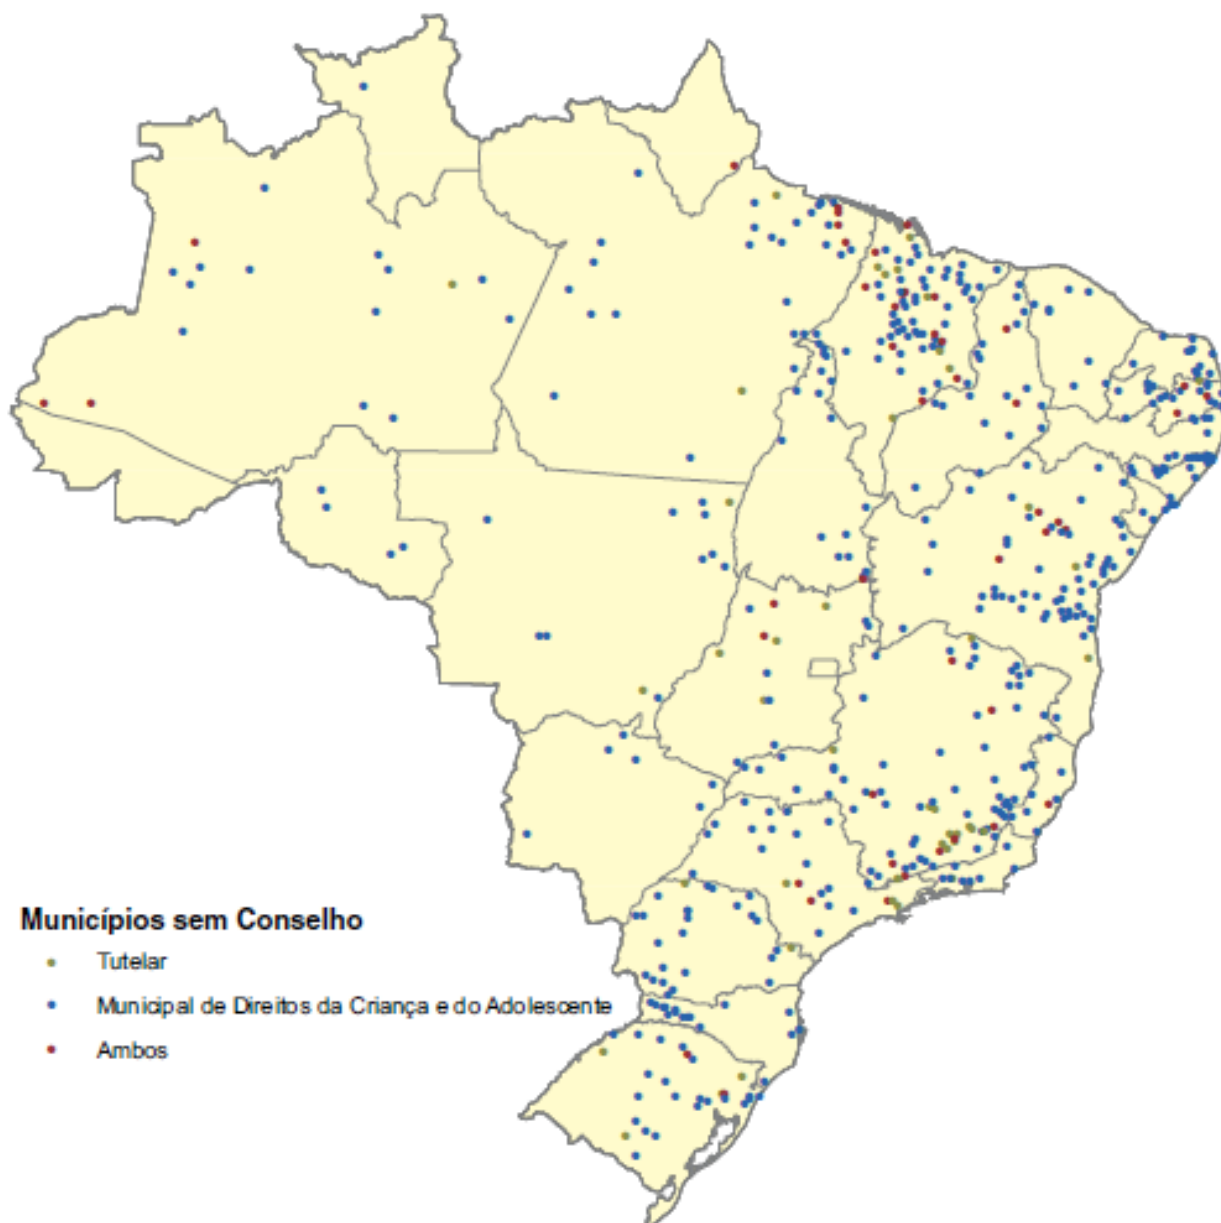 Municípios sem Conselho
Tutelar
Municipal de Direitos da Criança e do Adolescente
Ambos